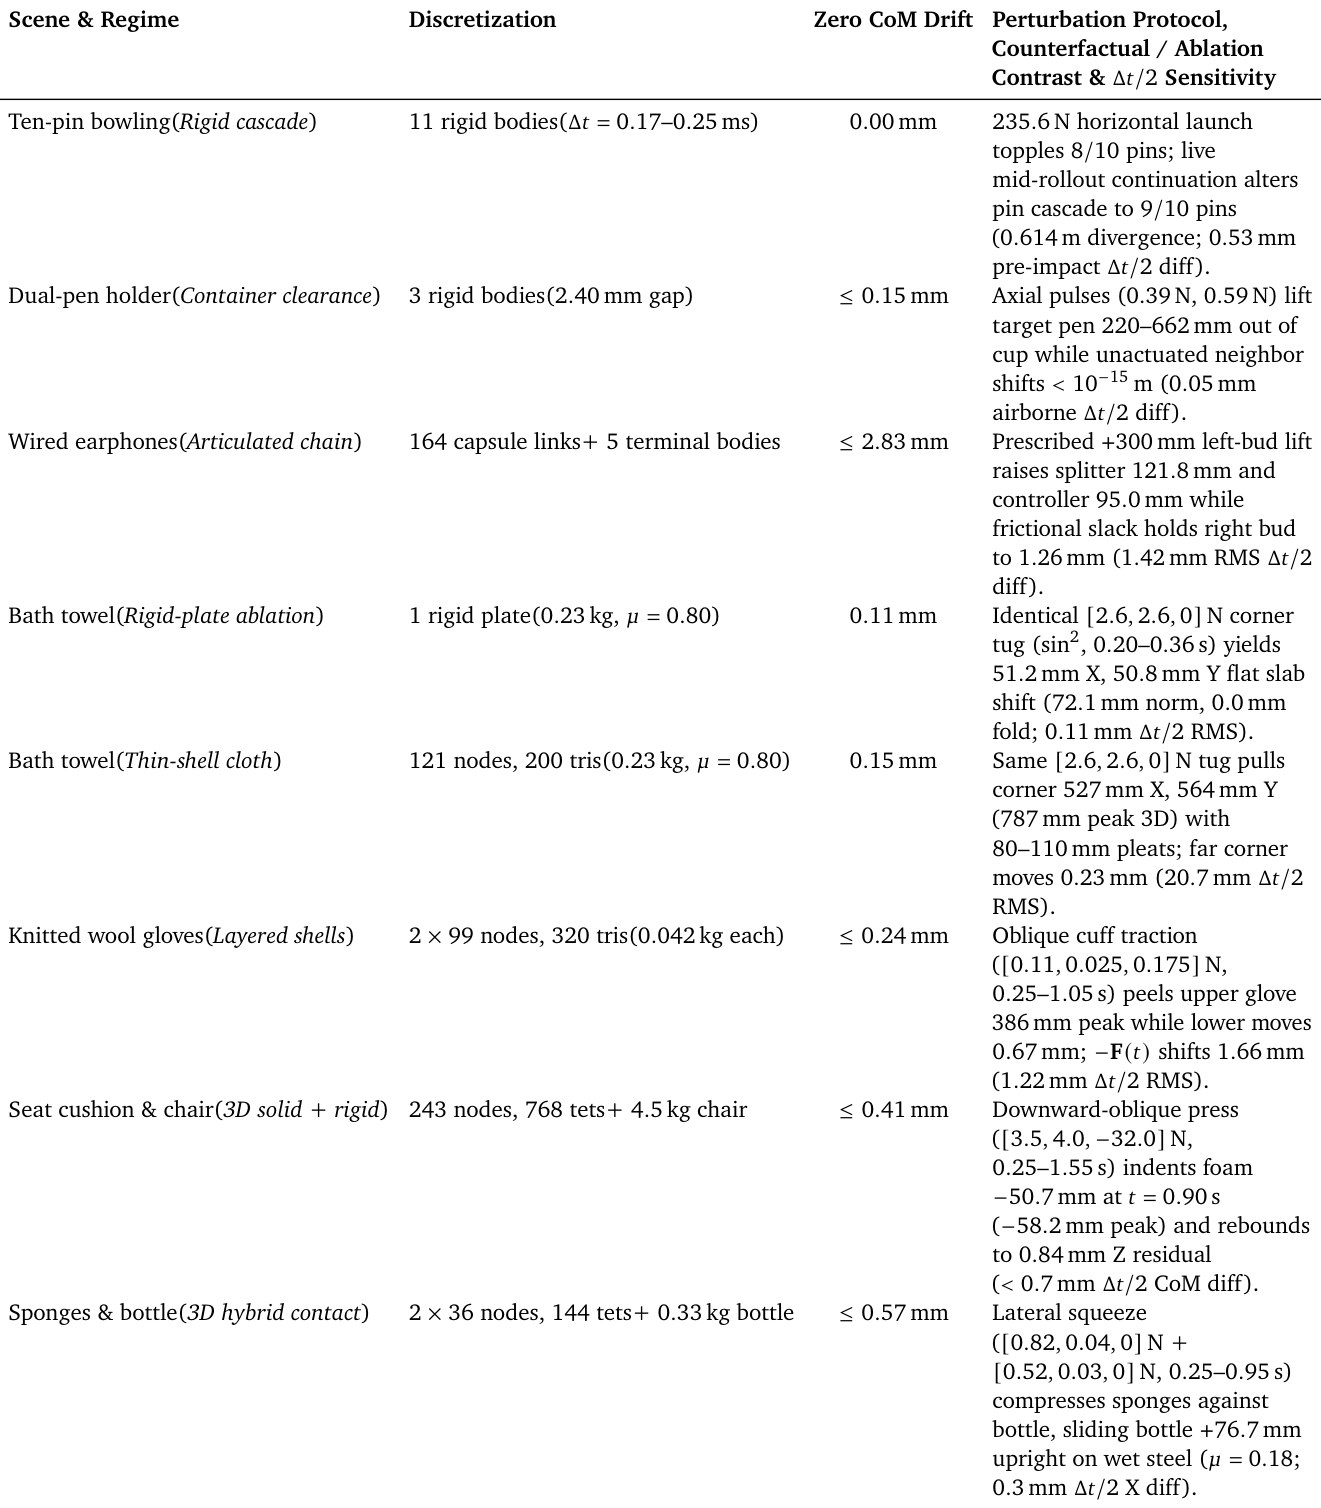 Scene & Regime Discretization Zero CoM Drift Perturbation Protocol,
Counterfactual / Ablation
Contrast & Δt/2 Sensitivity
Ten-pin bowling(Rigid cascade) 11 rigid bodies(Δt = 0.17–0.25 ms) 0.00 mm 235.6 N horizontal launch
topples 8/10 pins; live
mid-rollout continuation alters
pin cascade to 9/10 pins
(0.614 m divergence; 0.53 mm
pre-impact Δt/2 diff).
Dual-pen holder(Container clearance) 3 rigid bodies(2.40 mm gap) ≤ 0.15 mm Axial pulses (0.39 N, 0.59 N) lift
target pen 220–662 mm out of
cup while unactuated neighbor
shifts < 10⁻¹⁵ m (0.05 mm
airborne Δt/2 diff).
Wired earphones(Articulated chain) 164 capsule links+ 5 terminal bodies ≤ 2.83 mm Prescribed +300 mm left-bud lift
raises splitter 121.8 mm and
controller 95.0 mm while
frictional slack holds right bud
to 1.26 mm (1.42 mm RMS Δt/2
diff).
Bath towel(Rigid-plate ablation) 1 rigid plate(0.23 kg, μ = 0.80) 0.11 mm Identical [2.6, 2.6, 0] N corner
tug (sin², 0.20–0.36 s) yields
51.2 mm X, 50.8 mm Y flat slab
shift (72.1 mm norm, 0.0 mm
fold; 0.11 mm Δt/2 RMS).
Bath towel(Thin-shell cloth) 121 nodes, 200 tris(0.23 kg, μ = 0.80) 0.15 mm Same [2.6, 2.6, 0] N tug pulls
corner 527 mm X, 564 mm Y
(787 mm peak 3D) with
80–110 mm pleats; far corner
moves 0.23 mm (20.7 mm Δt/2
RMS).
Knitted wool gloves(Layered shells) 2 × 99 nodes, 320 tris(0.042 kg each) ≤ 0.24 mm Oblique cuff traction
([0.11, 0.025, 0.175] N,
0.25–1.05 s) peels upper glove
386 mm peak while lower moves
0.67 mm; −F(t) shifts 1.66 mm
(1.22 mm Δt/2 RMS).
Seat cushion & chair(3D solid + rigid) 243 nodes, 768 tets+ 4.5 kg chair ≤ 0.41 mm Downward-oblique press
([3.5, 4.0, −32.0] N,
0.25–1.55 s) indents foam
−50.7 mm at t = 0.90 s
(−58.2 mm peak) and rebounds
to 0.84 mm Z residual
(< 0.7 mm Δt/2 CoM diff).
Sponges & bottle(3D hybrid contact) 2 × 36 nodes, 144 tets+ 0.33 kg bottle ≤ 0.57 mm Lateral squeeze
([0.82, 0.04, 0] N +
[0.52, 0.03, 0] N, 0.25–0.95 s)
compresses sponges against
bottle, sliding bottle +76.7 mm
upright on wet steel (μ = 0.18;
0.3 mm Δt/2 X diff).